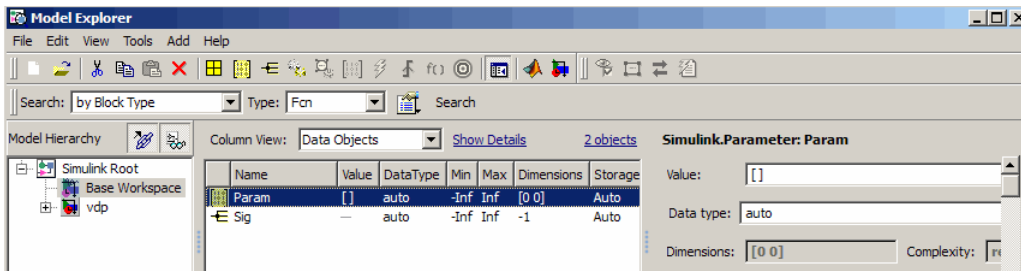 Model Explorer
File Edit View Tools Add Help
Search: by Block Type Type: Fcn Search
Model Hierarchy Column View: Data Objects Show Details 2 objects Simulink.Parameter: Param
Simulink Root
Base Workspace
vdp
Name Value DataType Min Max Dimensions Storage
Param [ ] auto -Inf Inf [0 0] Auto
Sig — auto -Inf Inf -1 Auto
Value: [ ]
Data type: auto
Dimensions: [0 0] Complexity: re